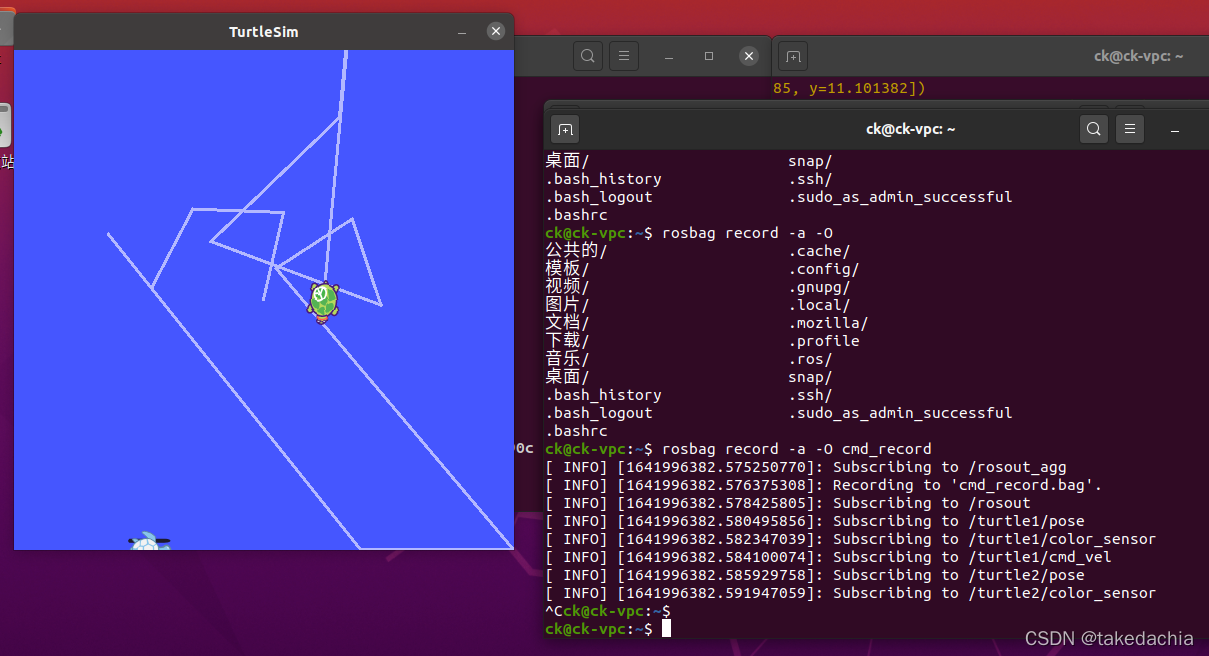 TurtleSim
ck@ck-vpc: ~
85, y=11.101382])
ck@ck-vpc: ~
站
桌面/ snap/
.bash_history .ssh/
.bash_logout .sudo_as_admin_successful
.bashrc
ck@ck-vpc:~$ rosbag record -a -O
公共的/ .cache/
模板/ .config/
视频/ .gnupg/
图片/ .local/
文档/ .mozilla/
下载/ .profile
音乐/ .ros/
桌面/ snap/
.bash_history .ssh/
.bash_logout .sudo_as_admin_successful
.bashrc
ck@ck-vpc:~$ rosbag record -a -O cmd_record
[ INFO] [1641996382.575250770]: Subscribing to /rosout_agg
[ INFO] [1641996382.576375308]: Recording to 'cmd_record.bag'.
[ INFO] [1641996382.578425805]: Subscribing to /rosout
[ INFO] [1641996382.580495856]: Subscribing to /turtle1/pose
[ INFO] [1641996382.582347039]: Subscribing to /turtle1/color_sensor
[ INFO] [1641996382.584100074]: Subscribing to /turtle1/cmd_vel
[ INFO] [1641996382.585929758]: Subscribing to /turtle2/pose
[ INFO] [1641996382.591947059]: Subscribing to /turtle2/color_sensor
^Cck@ck-vpc:~$
ck@ck-vpc:~$
CSDN @takedachia